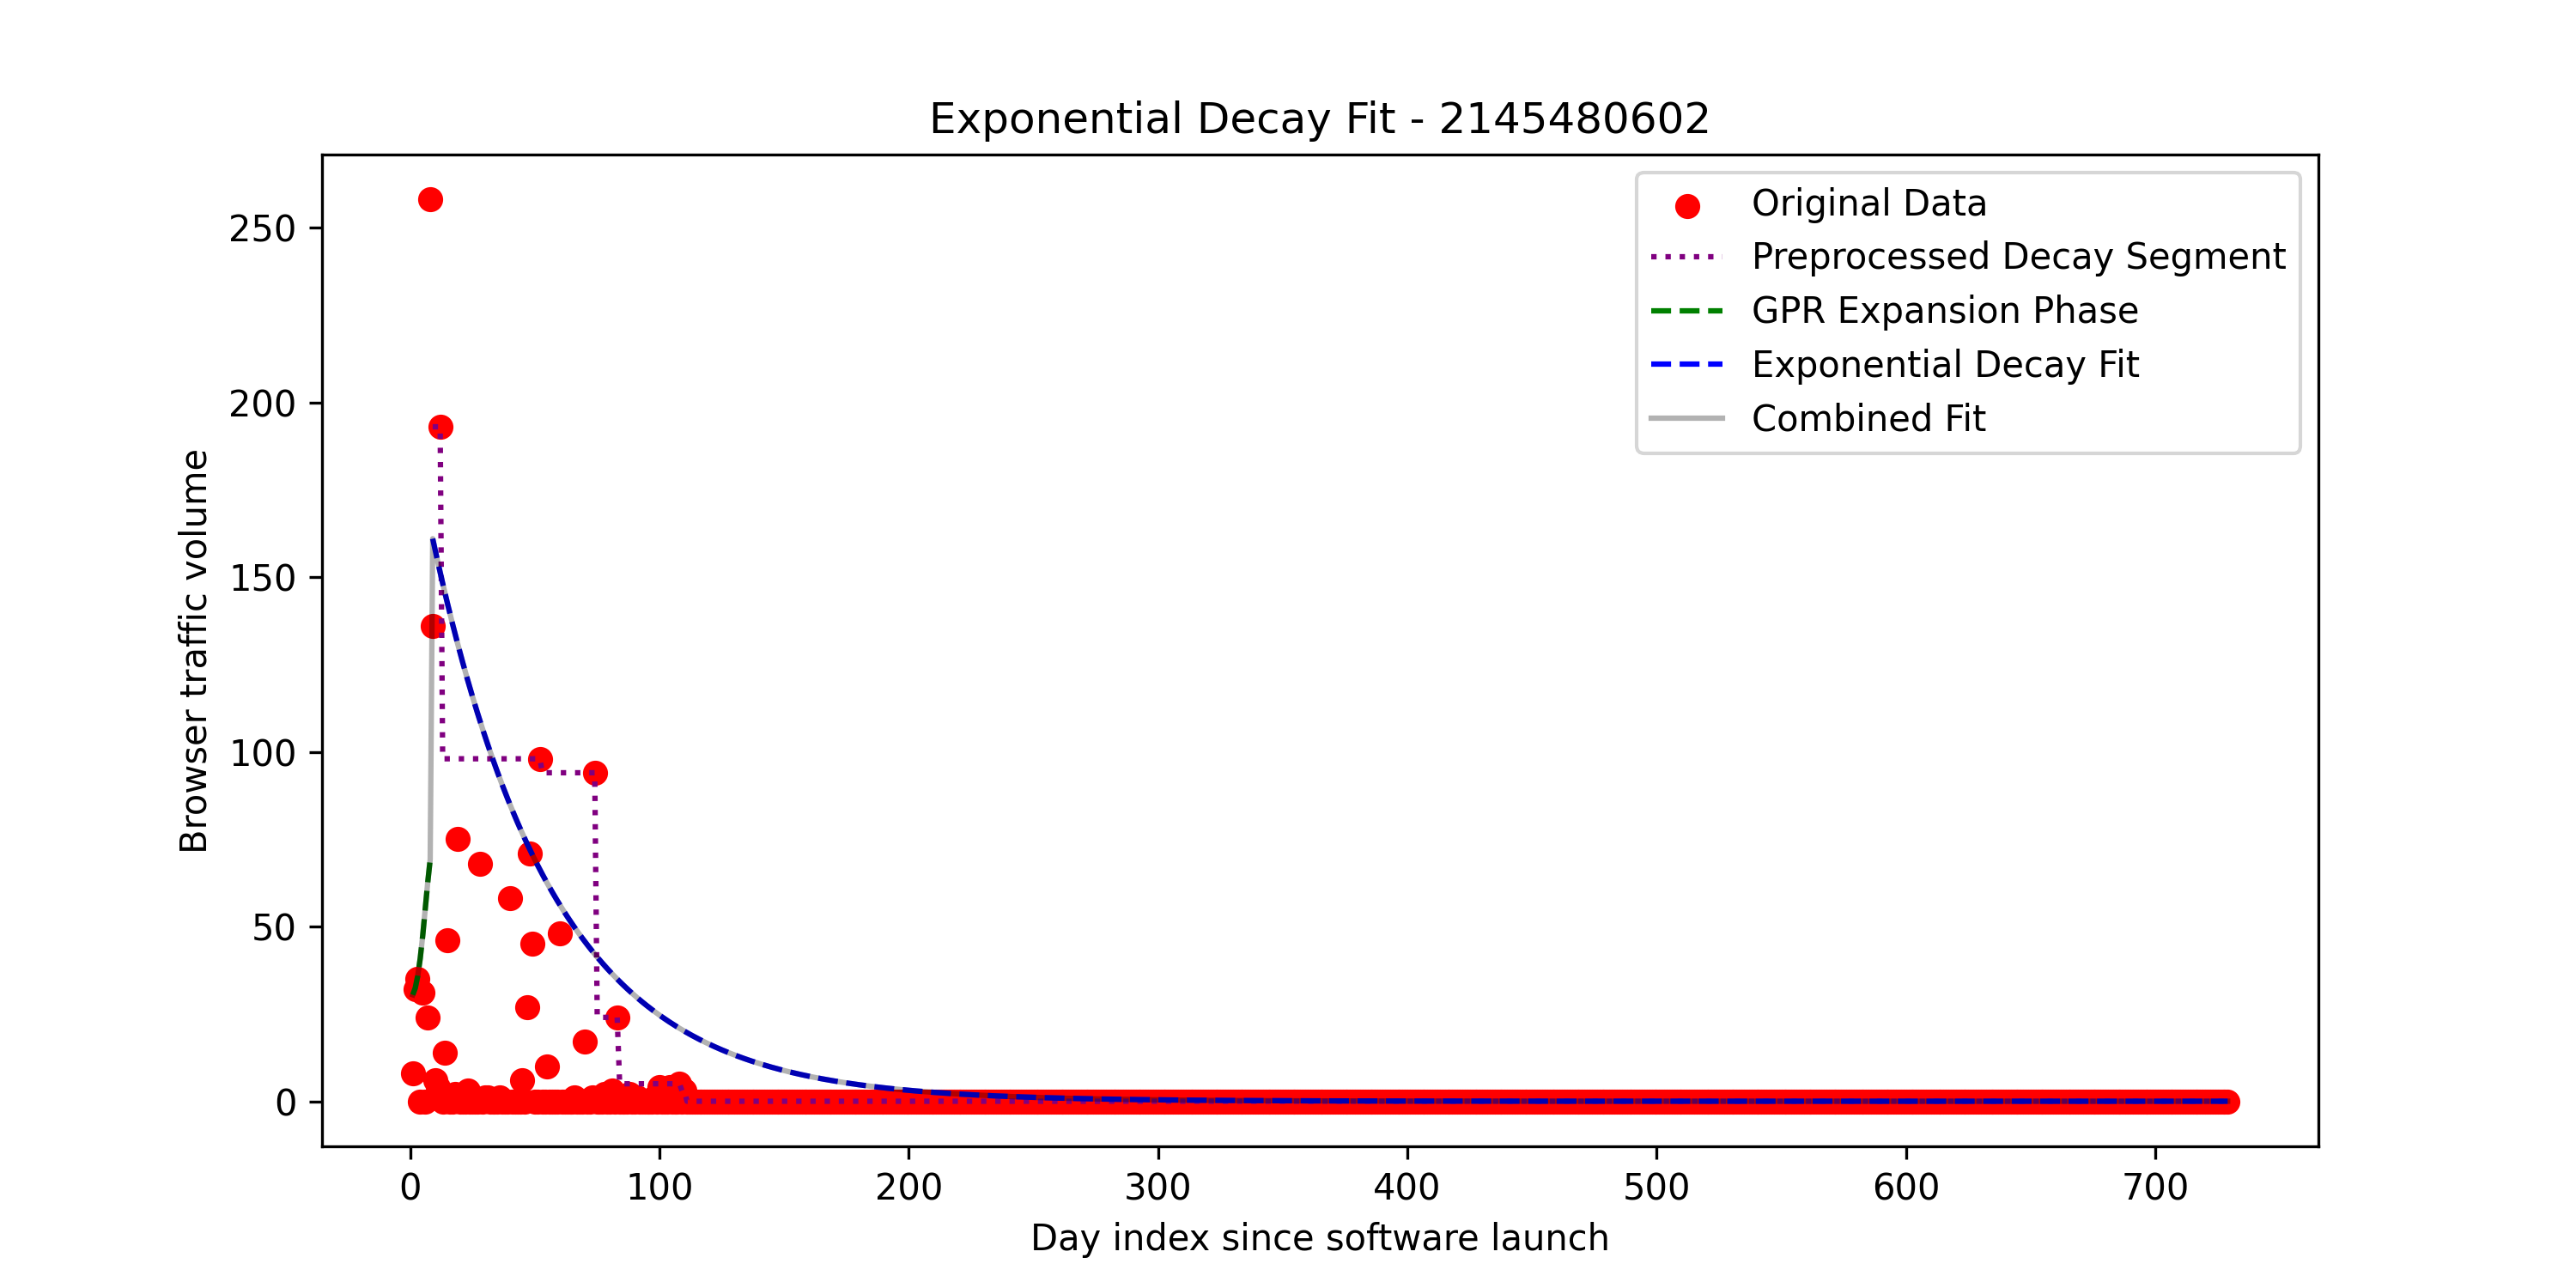 Exponential Decay Fit - 2145480602
Original Data
Preprocessed Decay Segment
GPR Expansion Phase
Exponential Decay Fit
Combined Fit
Browser traffic volume
250
200
150
100
50
0
0 100 200 300 400 500 600 700
Day index since software launch